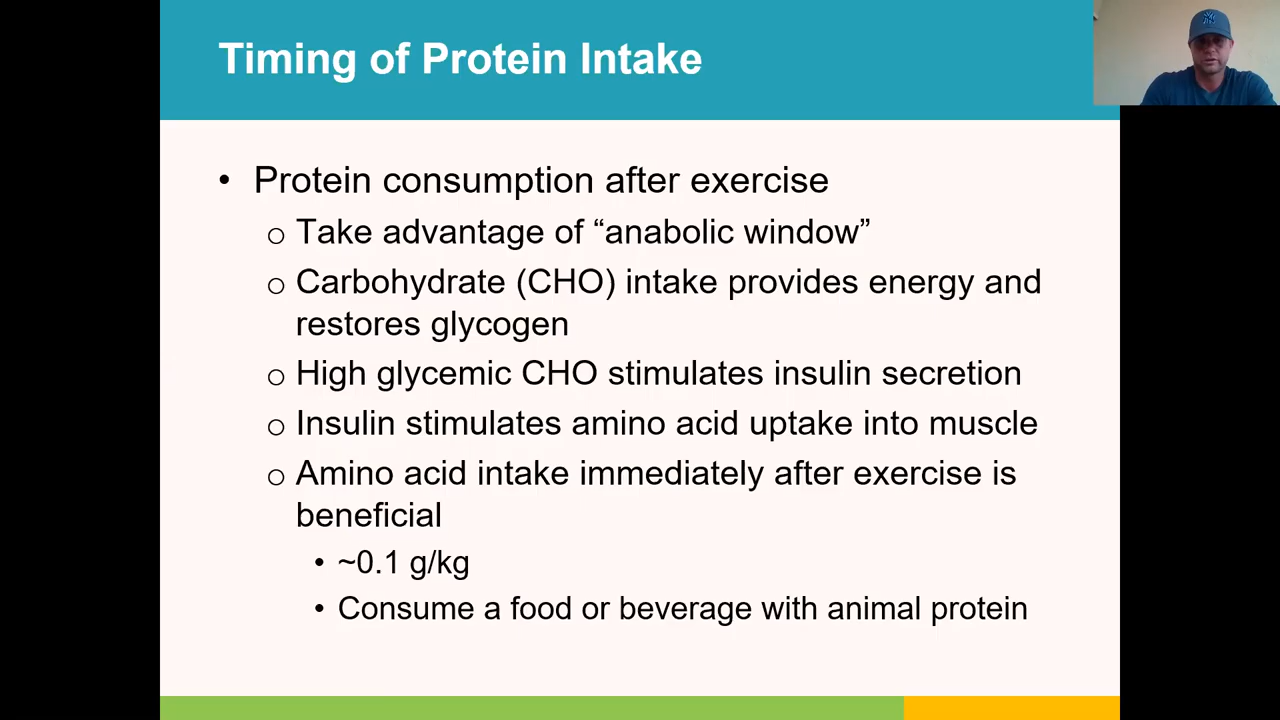 Timing of Protein Intake
• Protein consumption after exercise
o Take advantage of “anabolic window”
o Carbohydrate (CHO) intake provides energy and
restores glycogen
o High glycemic CHO stimulates insulin secretion
o Insulin stimulates amino acid uptake into muscle
o Amino acid intake immediately after exercise is
beneficial
• ~0.1 g/kg
• Consume a food or beverage with animal protein